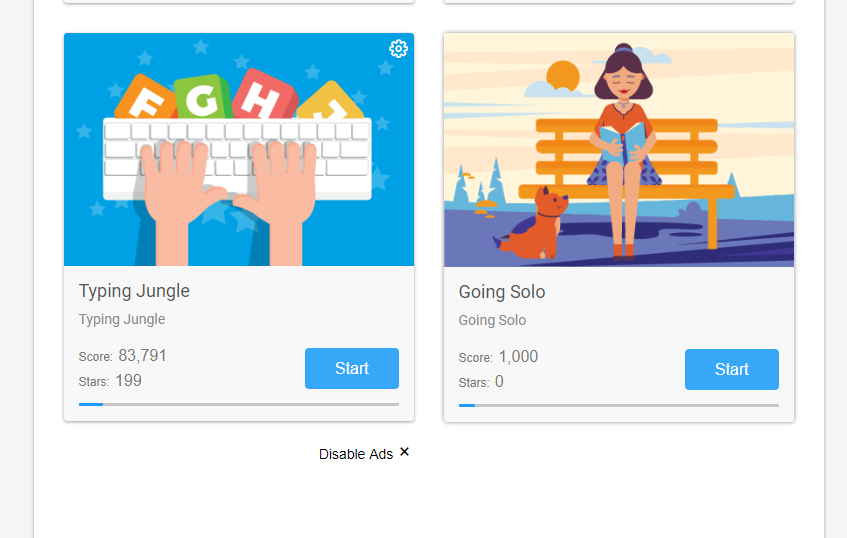 F G H J
Typing Jungle
Typing Jungle
Score: 83,791
Stars: 199
Start
Going Solo
Going Solo
Score: 1,000
Stars: 0
Start
Disable Ads ×